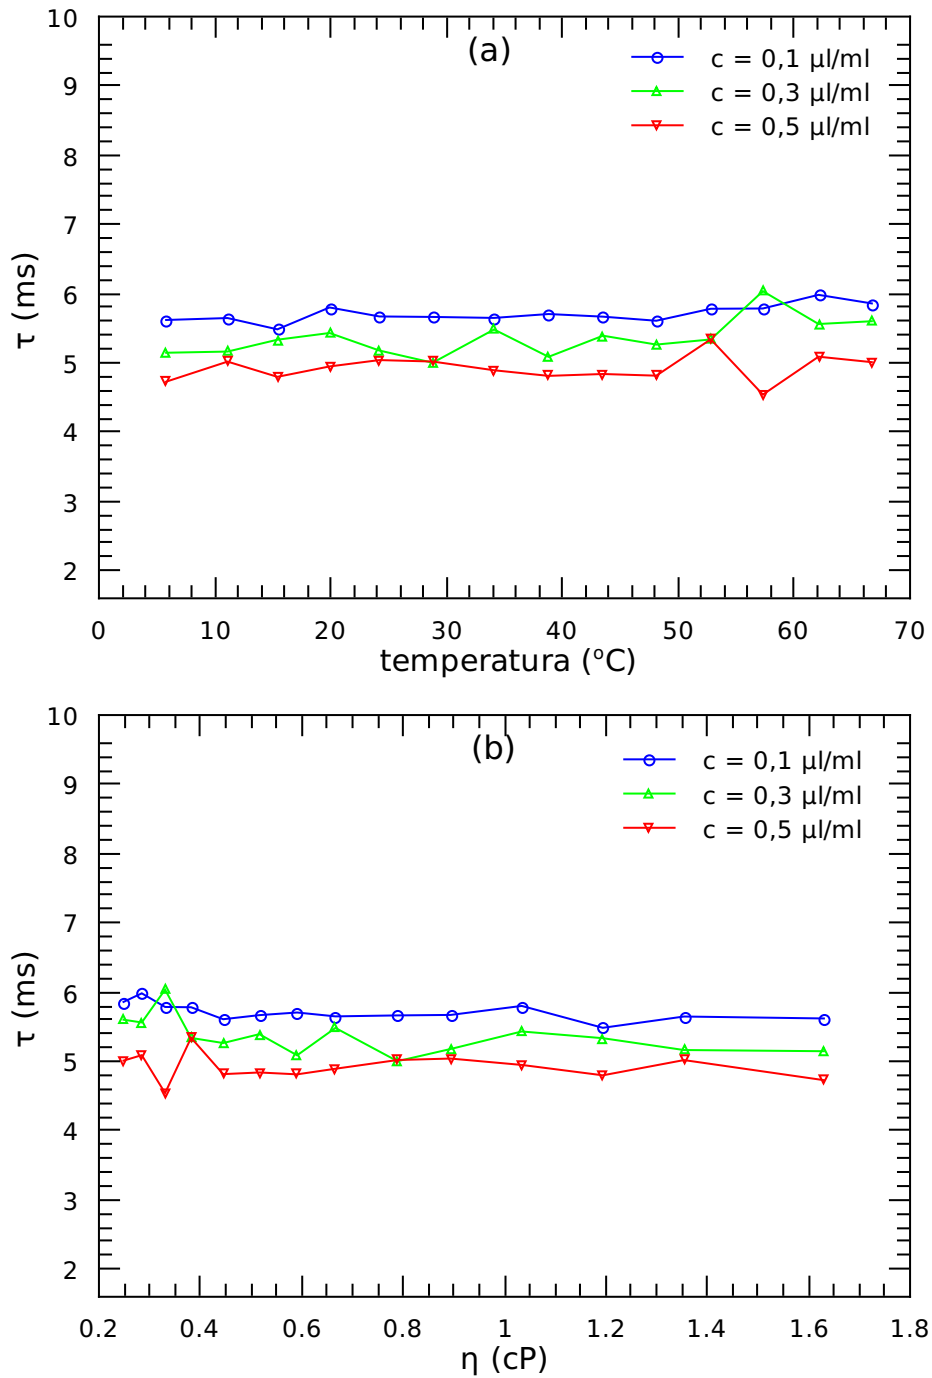 10
(a)
c = 0,1 µl/ml
9
c = 0,3 µl/ml
c = 0,5 µl/ml
8
7
6
τ (ms)
5
4
3
2
0 10 20 30 40 50 60 70
temperatura (°C)
10
(b)
c = 0,1 µl/ml
9
c = 0,3 µl/ml
c = 0,5 µl/ml
8
7
6
τ (ms)
5
4
3
2
0.2 0.4 0.6 0.8 1 1.2 1.4 1.6 1.8
η (cP)